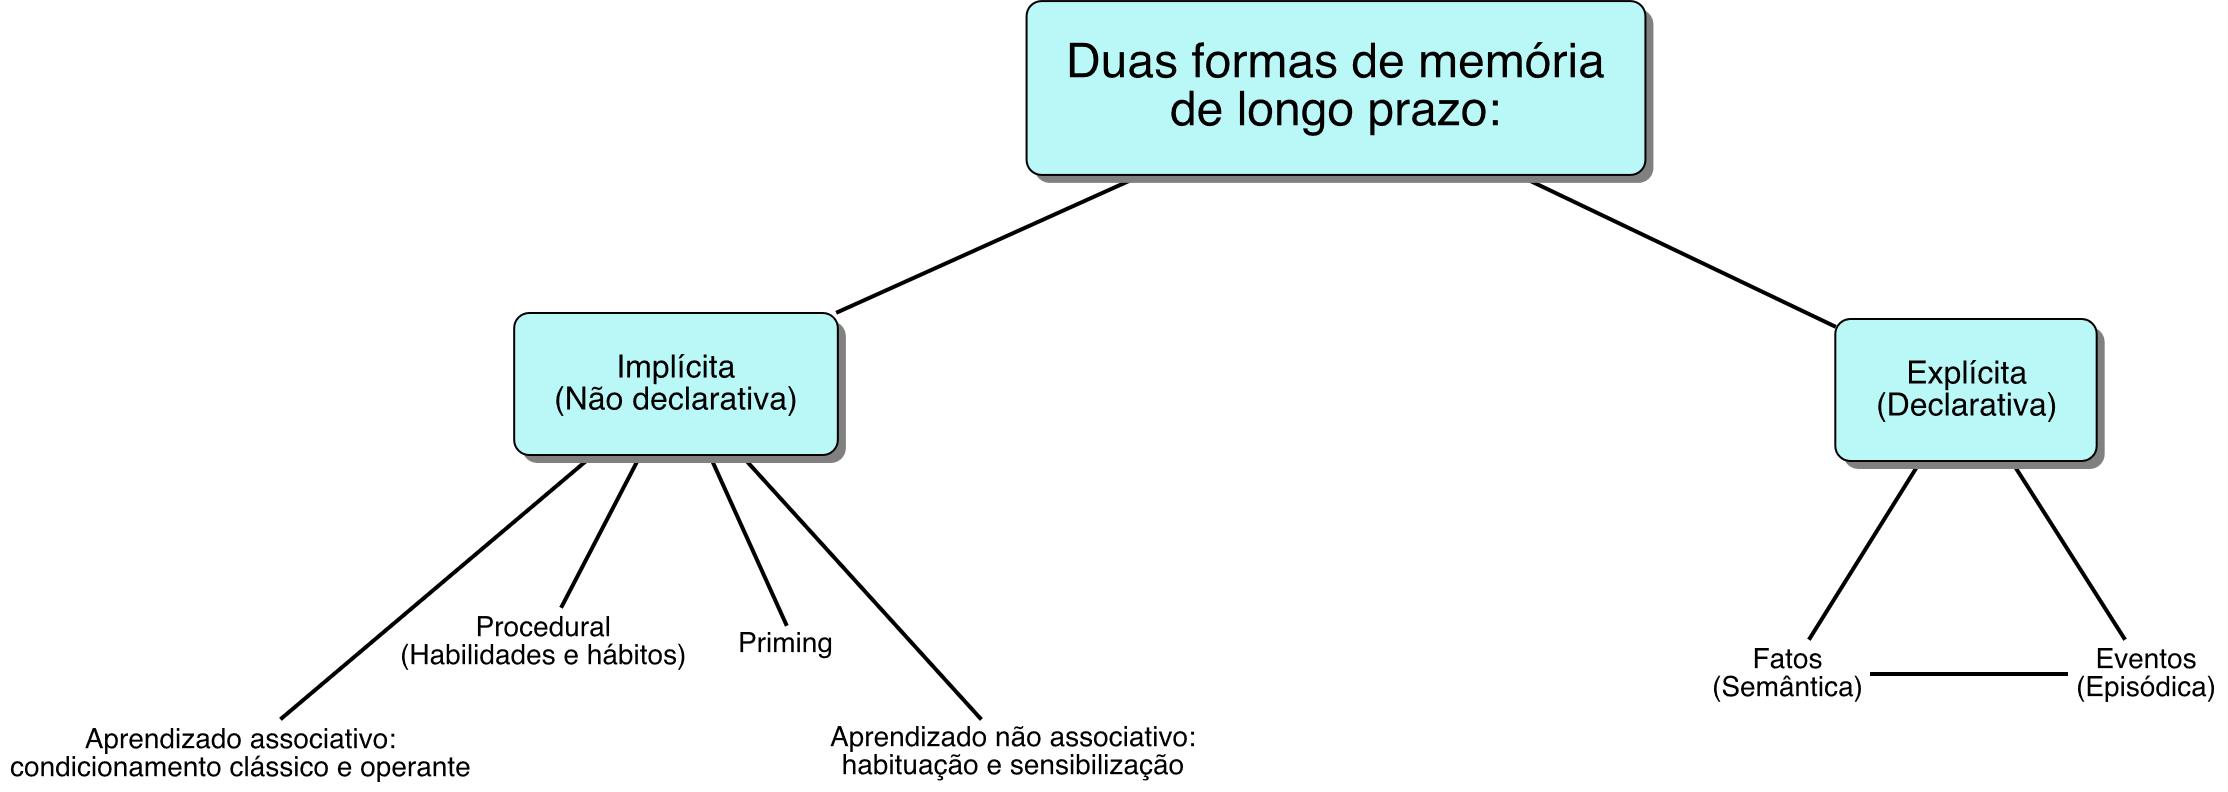 Duas formas de memória
de longo prazo:
Implícita
(Não declarativa)
Explícita
(Declarativa)
Procedural
(Habilidades e hábitos)
Priming
Fatos
(Semântica)
Eventos
(Episódica)
Aprendizado associativo:
condicionamento clássico e operante
Aprendizado não associativo:
habituação e sensibilização